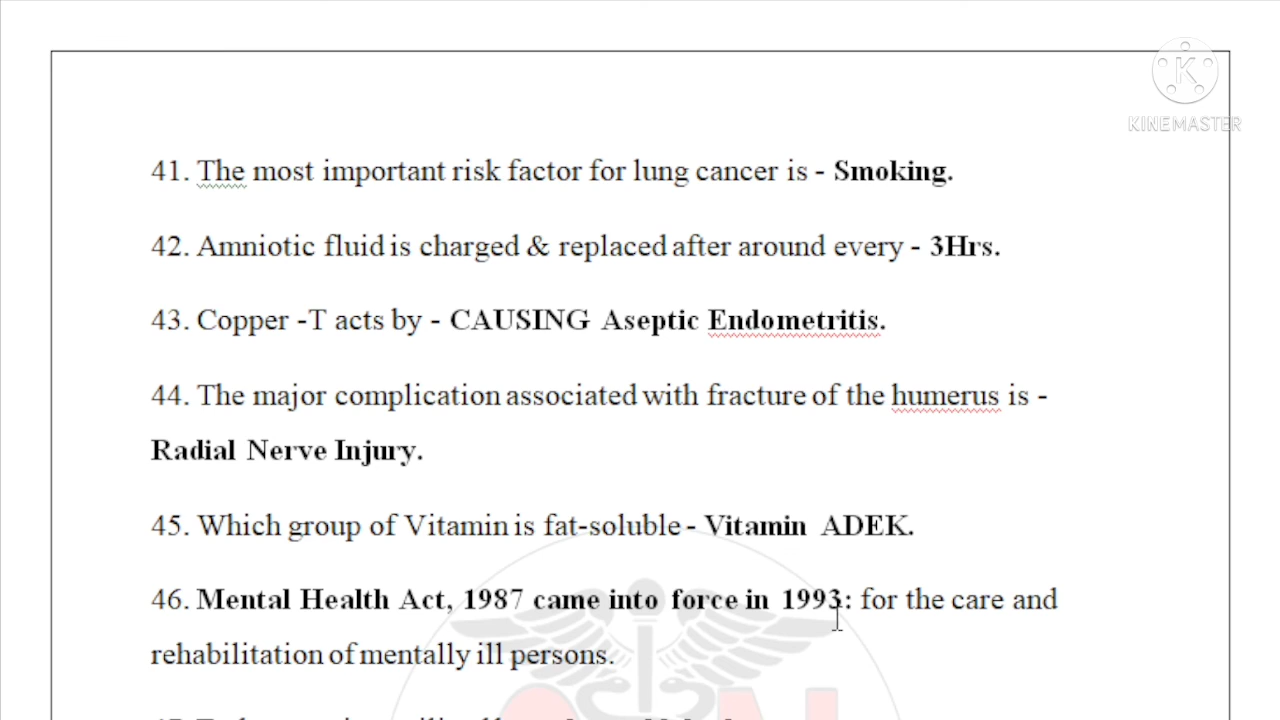 KINEMASTER
41. The most important risk factor for lung cancer is - Smoking.
42. Amniotic fluid is charged & replaced after around every - 3Hrs.
43. Copper -T acts by - CAUSING Aseptic Endometritis.
44. The major complication associated with fracture of the humerus is -
Radial Nerve Injury.
45. Which group of Vitamin is fat-soluble - Vitamin ADEK.
46. Mental Health Act, 1987 came into force in 1993: for the care and
rehabilitation of mentally ill persons.